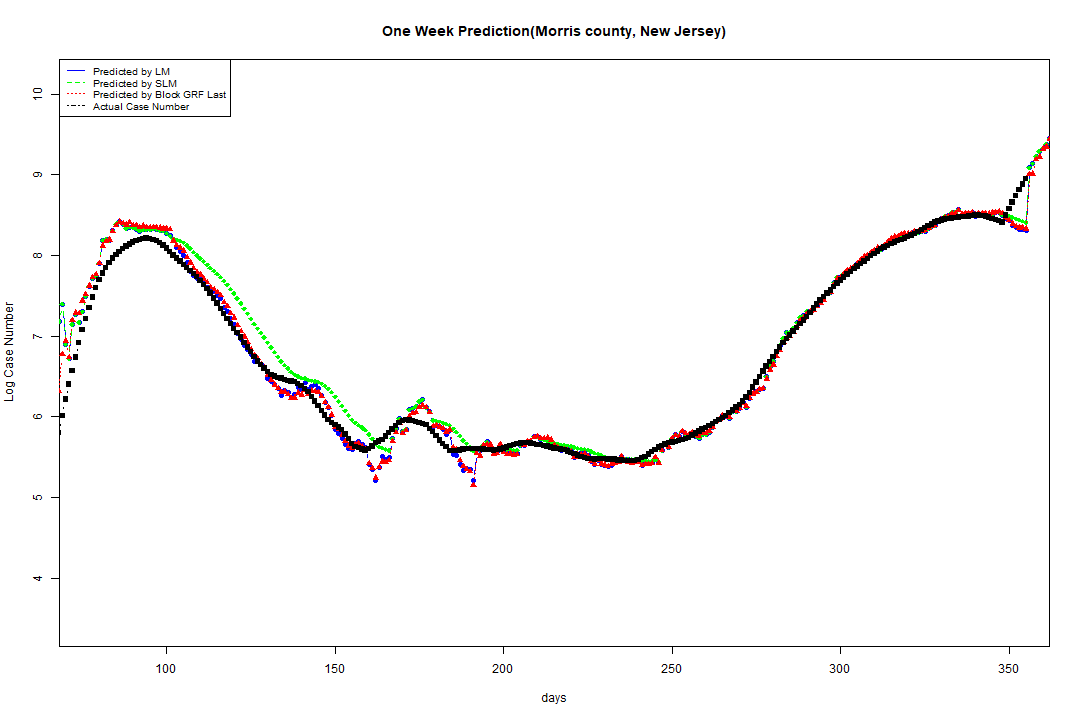 One Week Prediction(Morris county, New Jersey)
Predicted by LM
Predicted by SLM
Predicted by Block GRF Last
Actual Case Number
10
9
8
7
6
5
4
Log Case Number
100 150 200 250 300 350
days